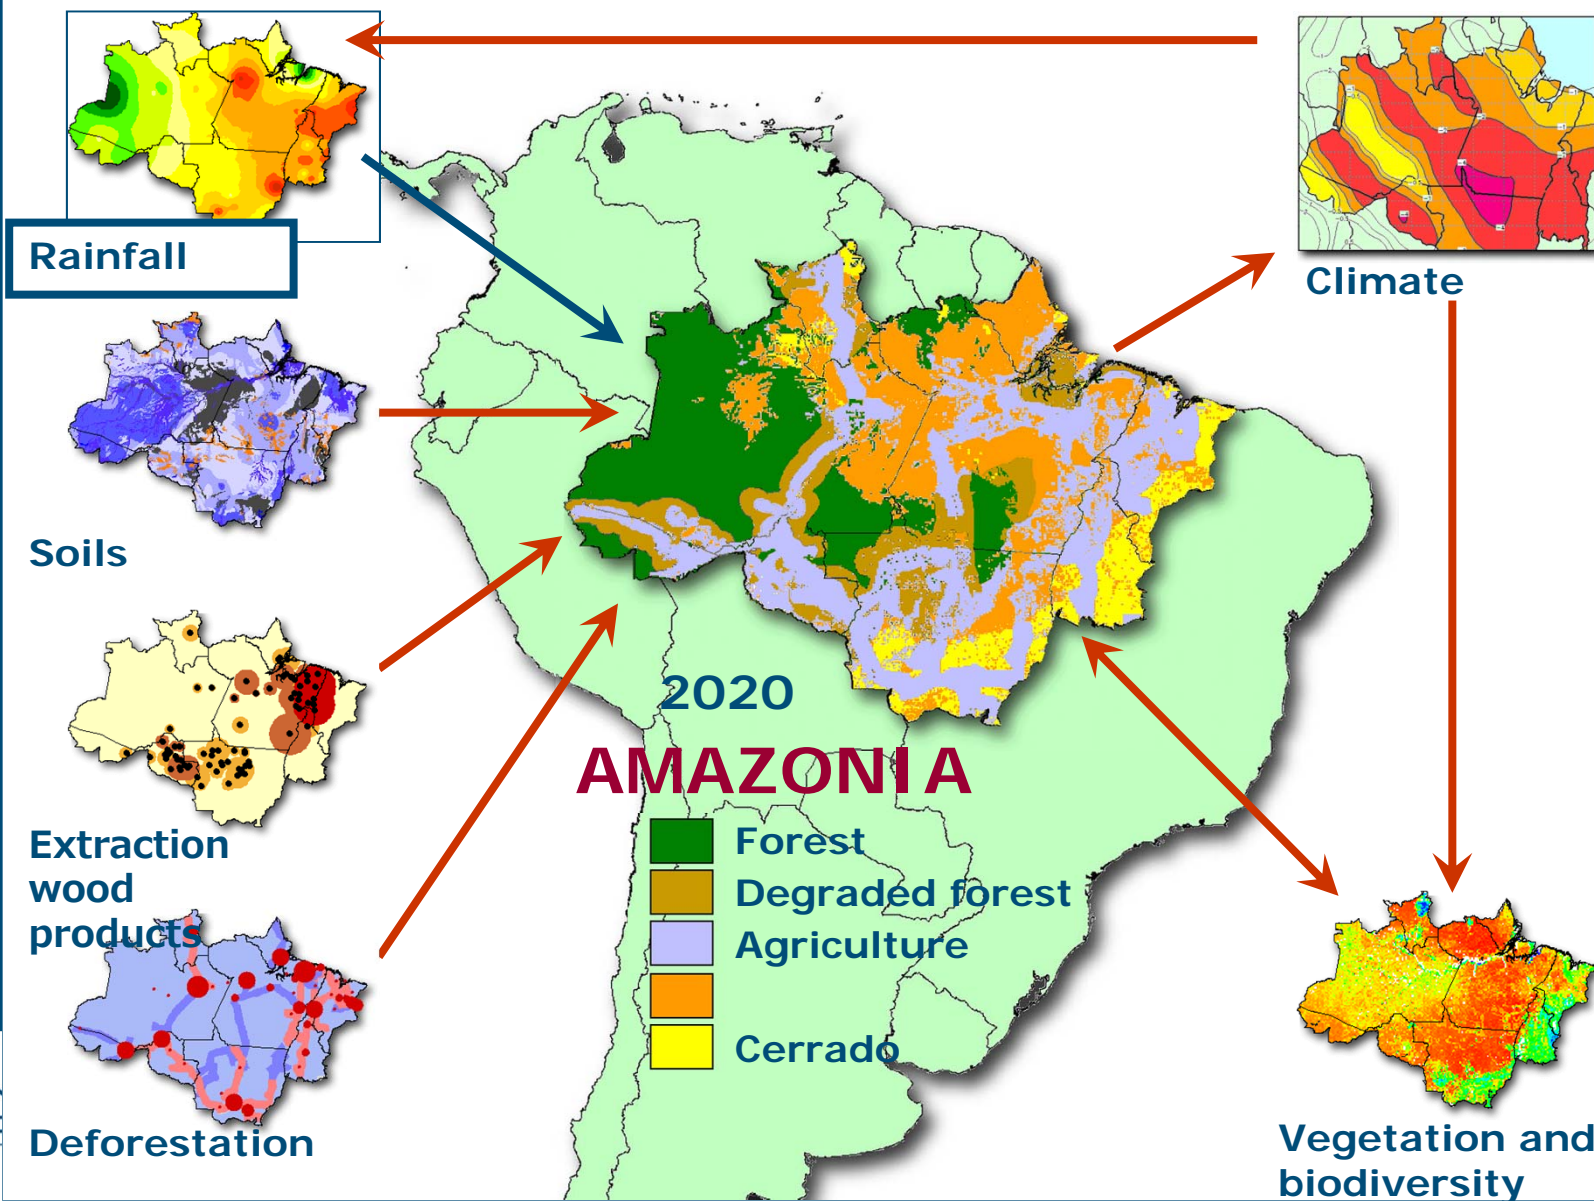 Rainfall
Climate
Soils
Extraction
wood
products
Deforestation
2020
AMAZONIA
Forest
Degraded forest
Agriculture
Cerrado
Vegetation and
biodiversity